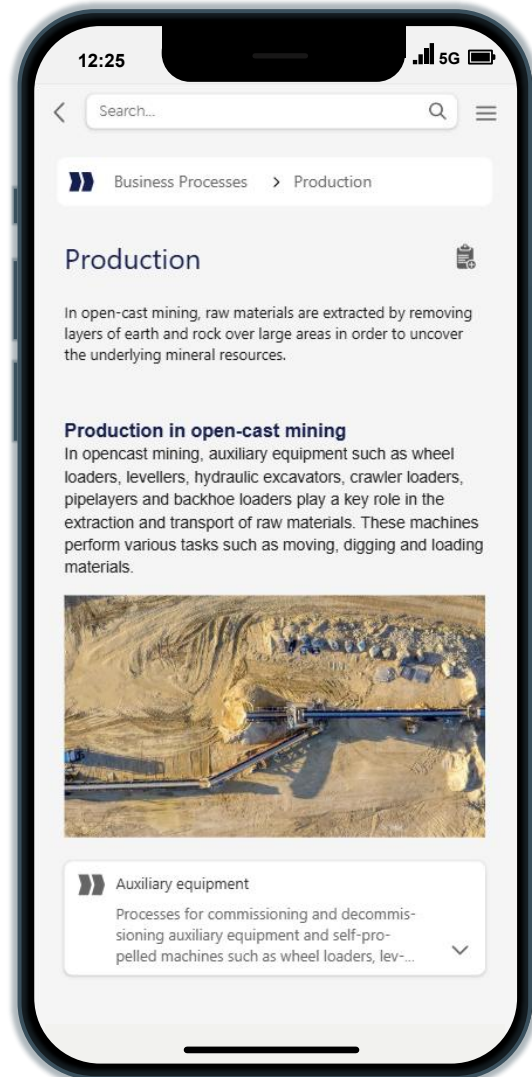 12:25
5G
Search...
Business Processes > Production
Production
In open-cast mining, raw materials are extracted by removing
layers of earth and rock over large areas in order to uncover
the underlying mineral resources.
Production in open-cast mining
In opencast mining, auxiliary equipment such as wheel
loaders, levellers, hydraulic excavators, crawler loaders,
pipelayers and backhoe loaders play a key role in the
extraction and transport of raw materials. These machines
perform various tasks such as moving, digging and loading
materials.
Auxiliary equipment
Processes for commissioning and decommis-
sioning auxiliary equipment and self-pro-
pelled machines such as wheel loaders, lev-...